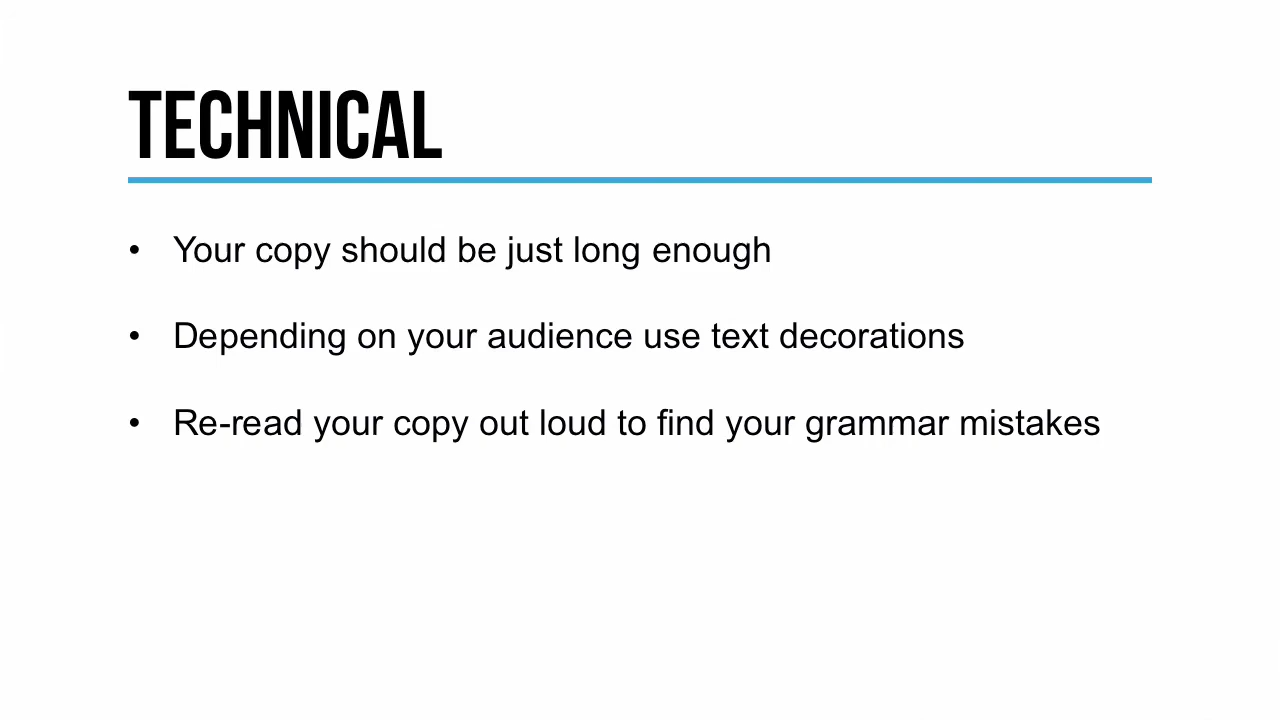 TECHNICAL
• Your copy should be just long enough
• Depending on your audience use text decorations
• Re-read your copy out loud to find your grammar mistakes